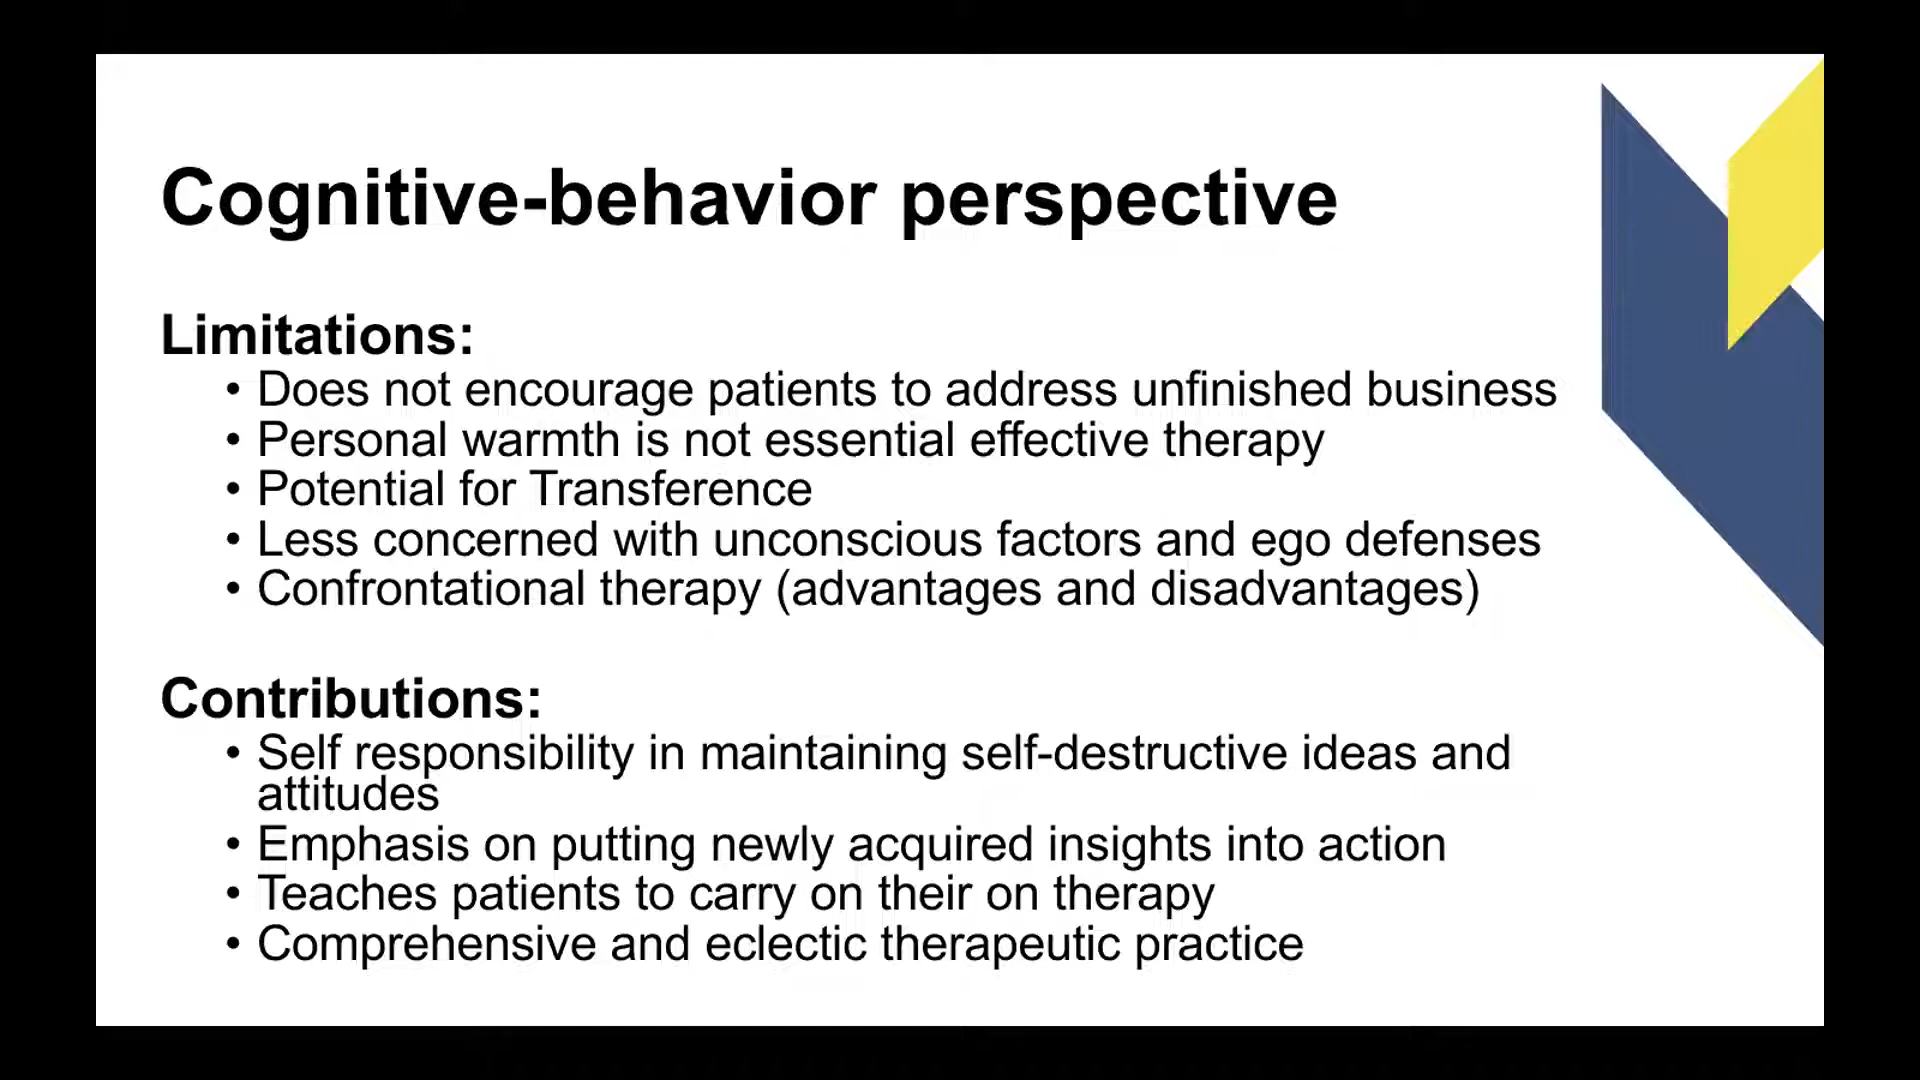 Cognitive-behavior perspective
Limitations:
• Does not encourage patients to address unfinished business
• Personal warmth is not essential effective therapy
• Potential for Transference
• Less concerned with unconscious factors and ego defenses
• Confrontational therapy (advantages and disadvantages)
Contributions:
• Self responsibility in maintaining self-destructive ideas and
attitudes
• Emphasis on putting newly acquired insights into action
• Teaches patients to carry on their on therapy
• Comprehensive and eclectic therapeutic practice